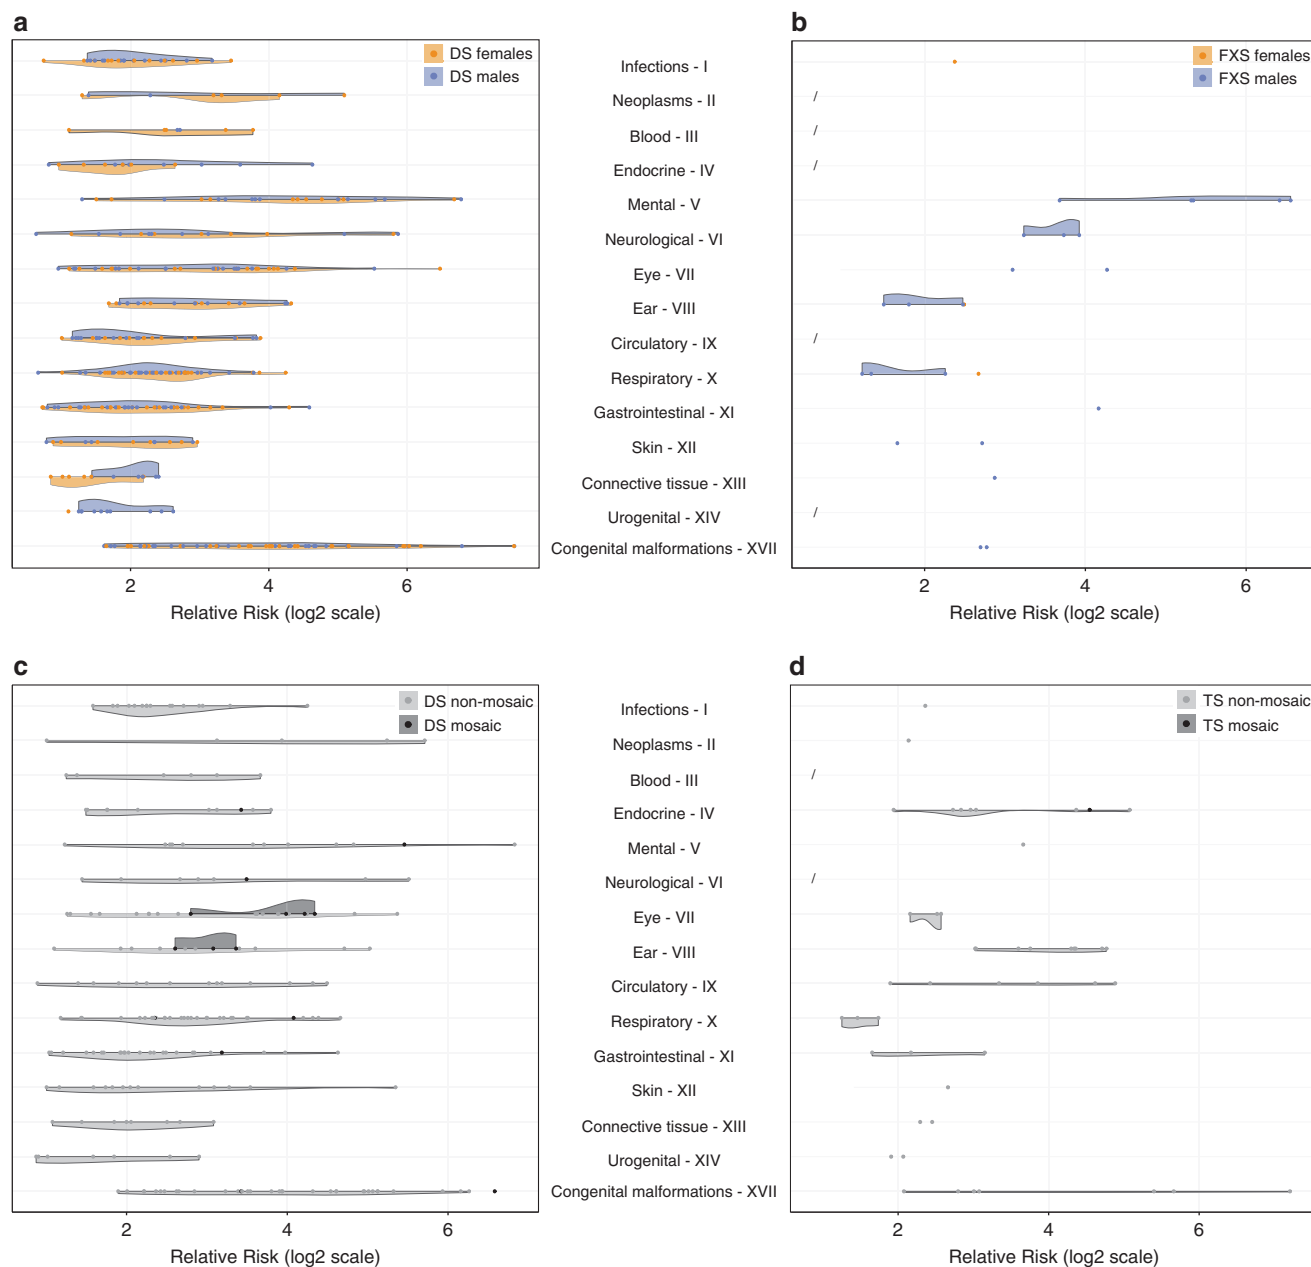 a
b
DS females
DS males
FXS females
FXS males
Infections - I
Neoplasms - II
/
Blood - III
/
Endocrine - IV
/
Mental - V
Neurological - VI
Eye - VII
Ear - VIII
Circulatory - IX
/
Respiratory - X
Gastrointestinal - XI
Skin - XII
Connective tissue - XIII
Urogenital - XIV
/
Congenital malformations - XVII
2 4 6
2 4 6
Relative Risk (log2 scale)
Relative Risk (log2 scale)
c
d
DS non-mosaic
DS mosaic
TS non-mosaic
TS mosaic
Infections - I
Neoplasms - II
Blood - III
/
Endocrine - IV
Mental - V
Neurological - VI
/
Eye - VII
Ear - VIII
Circulatory - IX
Respiratory - X
Gastrointestinal - XI
Skin - XII
Connective tissue - XIII
Urogenital - XIV
Congenital malformations - XVII
2 4 6
2 4 6
Relative Risk (log2 scale)
Relative Risk (log2 scale)